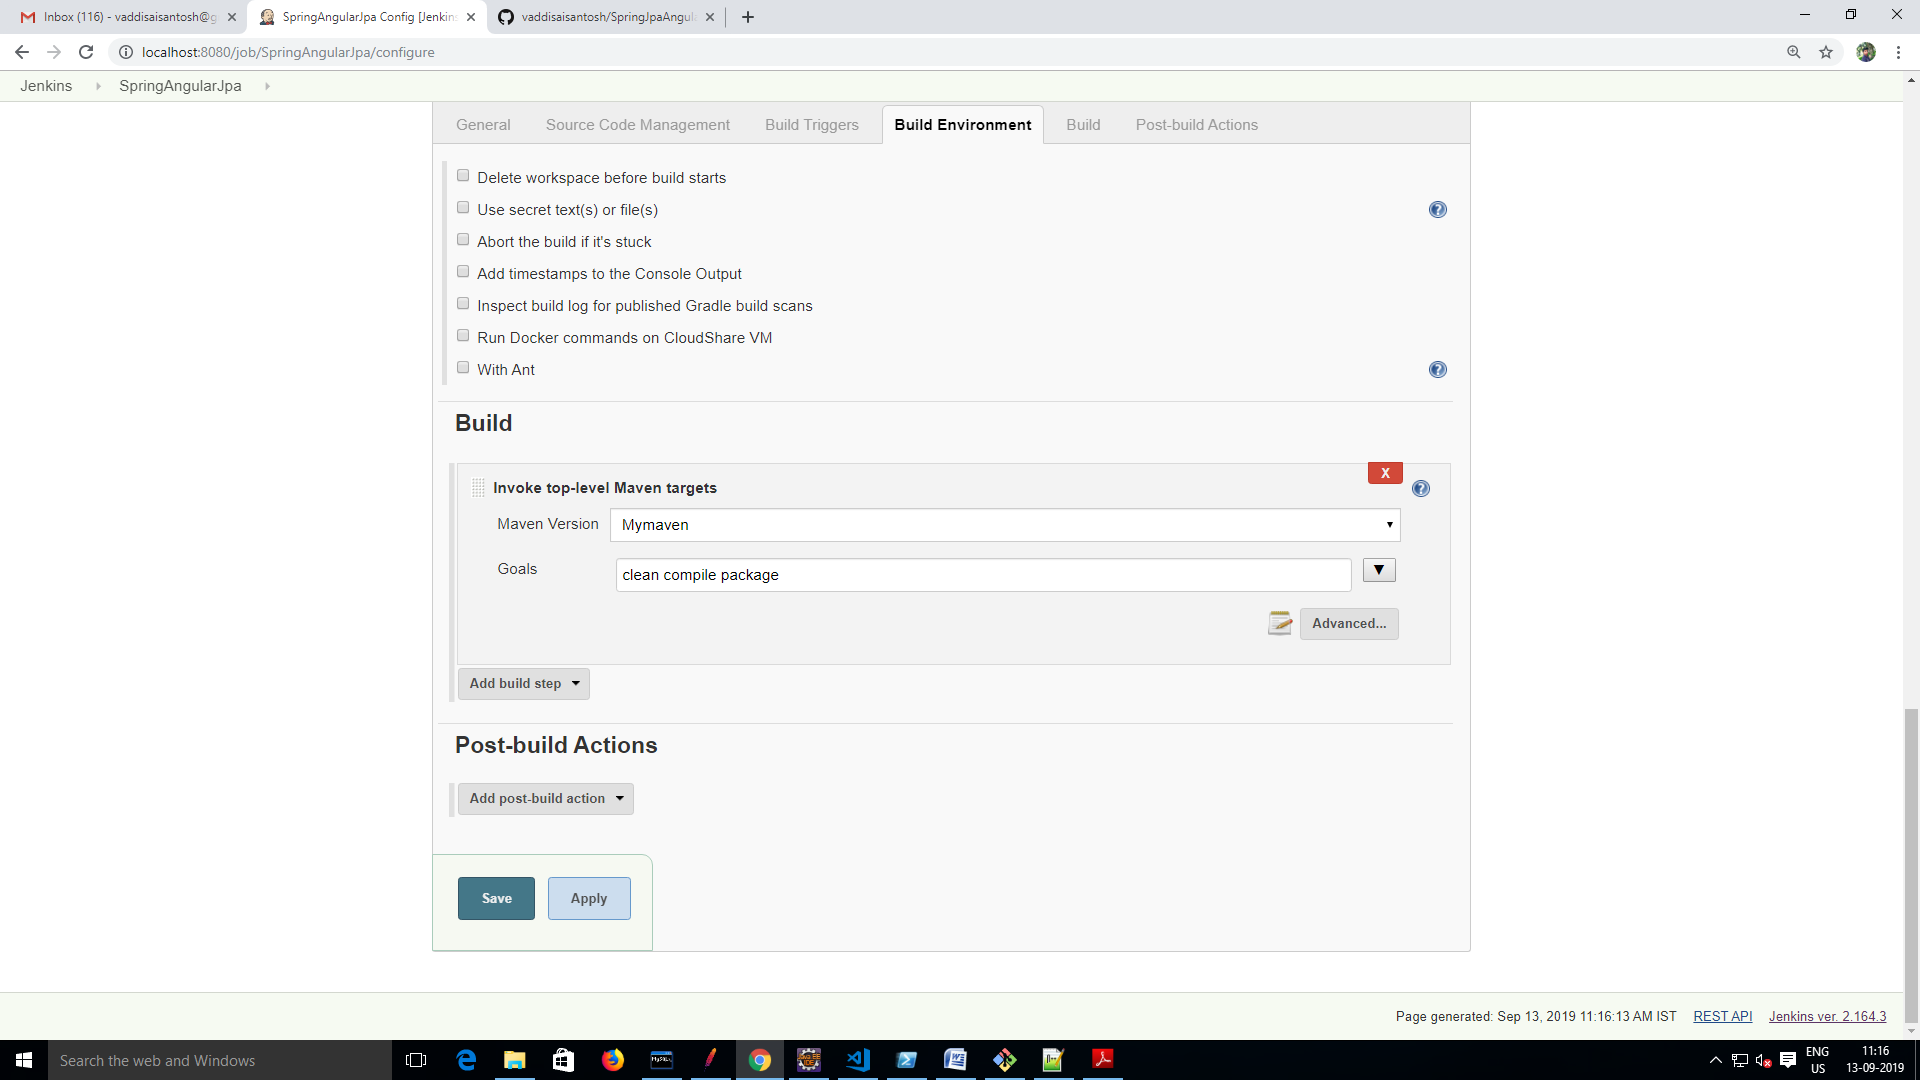 Inbox (116) - vaddisaisantosh@g
SpringAngularJpa Config [Jenkins
vaddisaisantosh/SpringJpaAngula
localhost:8080/job/SpringAngularJpa/configure
Jenkins SpringAngularJpa
General Source Code Management Build Triggers Build Environment Build Post-build Actions
Delete workspace before build starts
Use secret text(s) or file(s)
Abort the build if it's stuck
Add timestamps to the Console Output
Inspect build log for published Gradle build scans
Run Docker commands on CloudShare VM
With Ant
Build
X
Invoke top-level Maven targets
Maven Version Mymaven
Goals clean compile package
Advanced...
Add build step
Post-build Actions
Add post-build action
Save Apply
Page generated: Sep 13, 2019 11:16:13 AM IST REST API Jenkins ver. 2.164.3
Search the web and Windows
ENG
US
11:16
13-09-2019